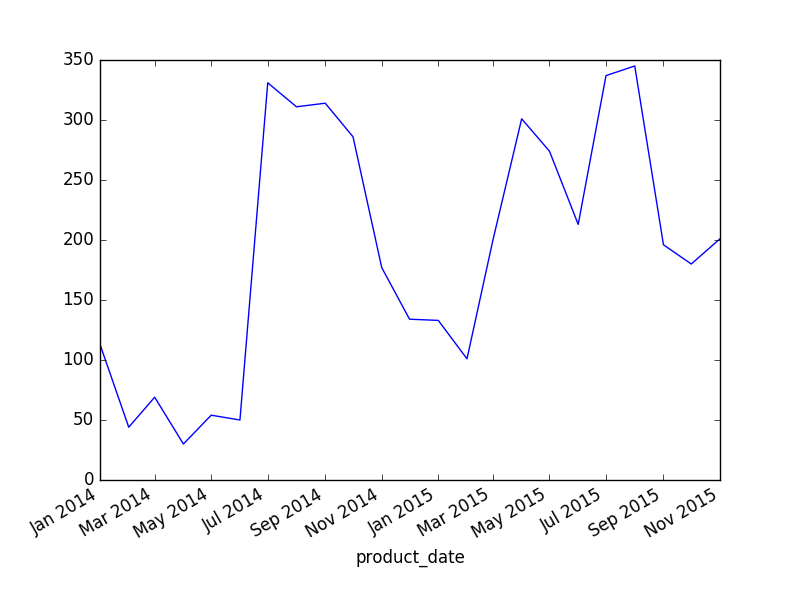 350
300
250
200
150
100
50
0
Jan 2014
Mar 2014
May 2014
Jul 2014
Sep 2014
Nov 2014
Jan 2015
Mar 2015
May 2015
Jul 2015
Sep 2015
Nov 2015
product_date